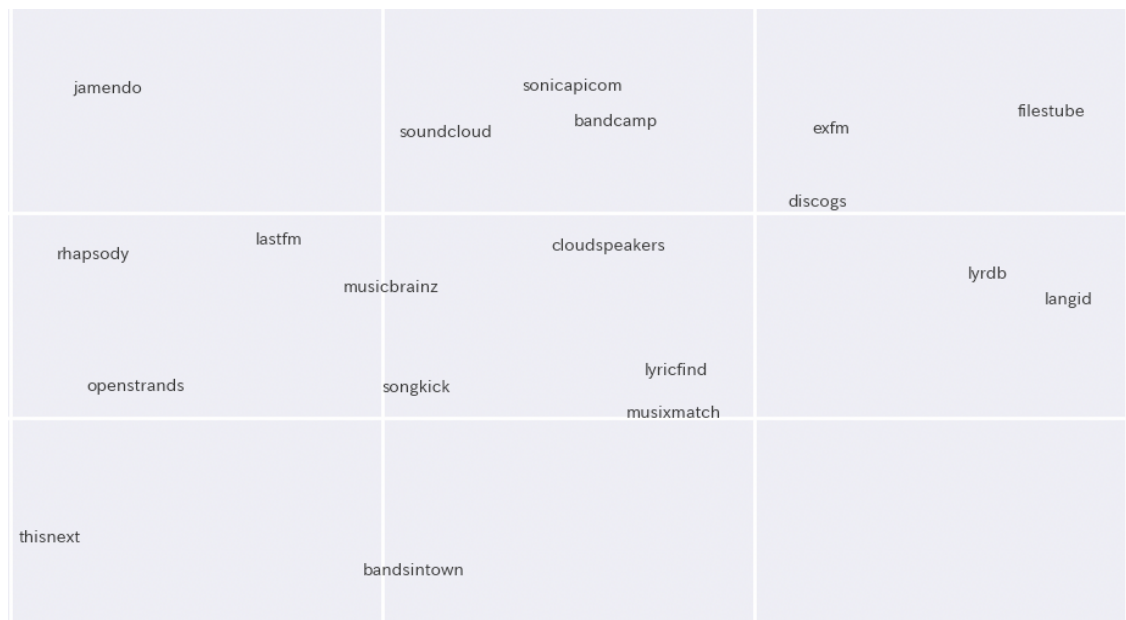 jamendo
sonicapicom
soundcloud
bandcamp
exfm
filestube
discogs
rhapsody
lastfm
musicbrainz
cloudspeakers
lyrdb
langid
openstrands
songkick
lyricfind
musixmatch
thisnext
bandsintown